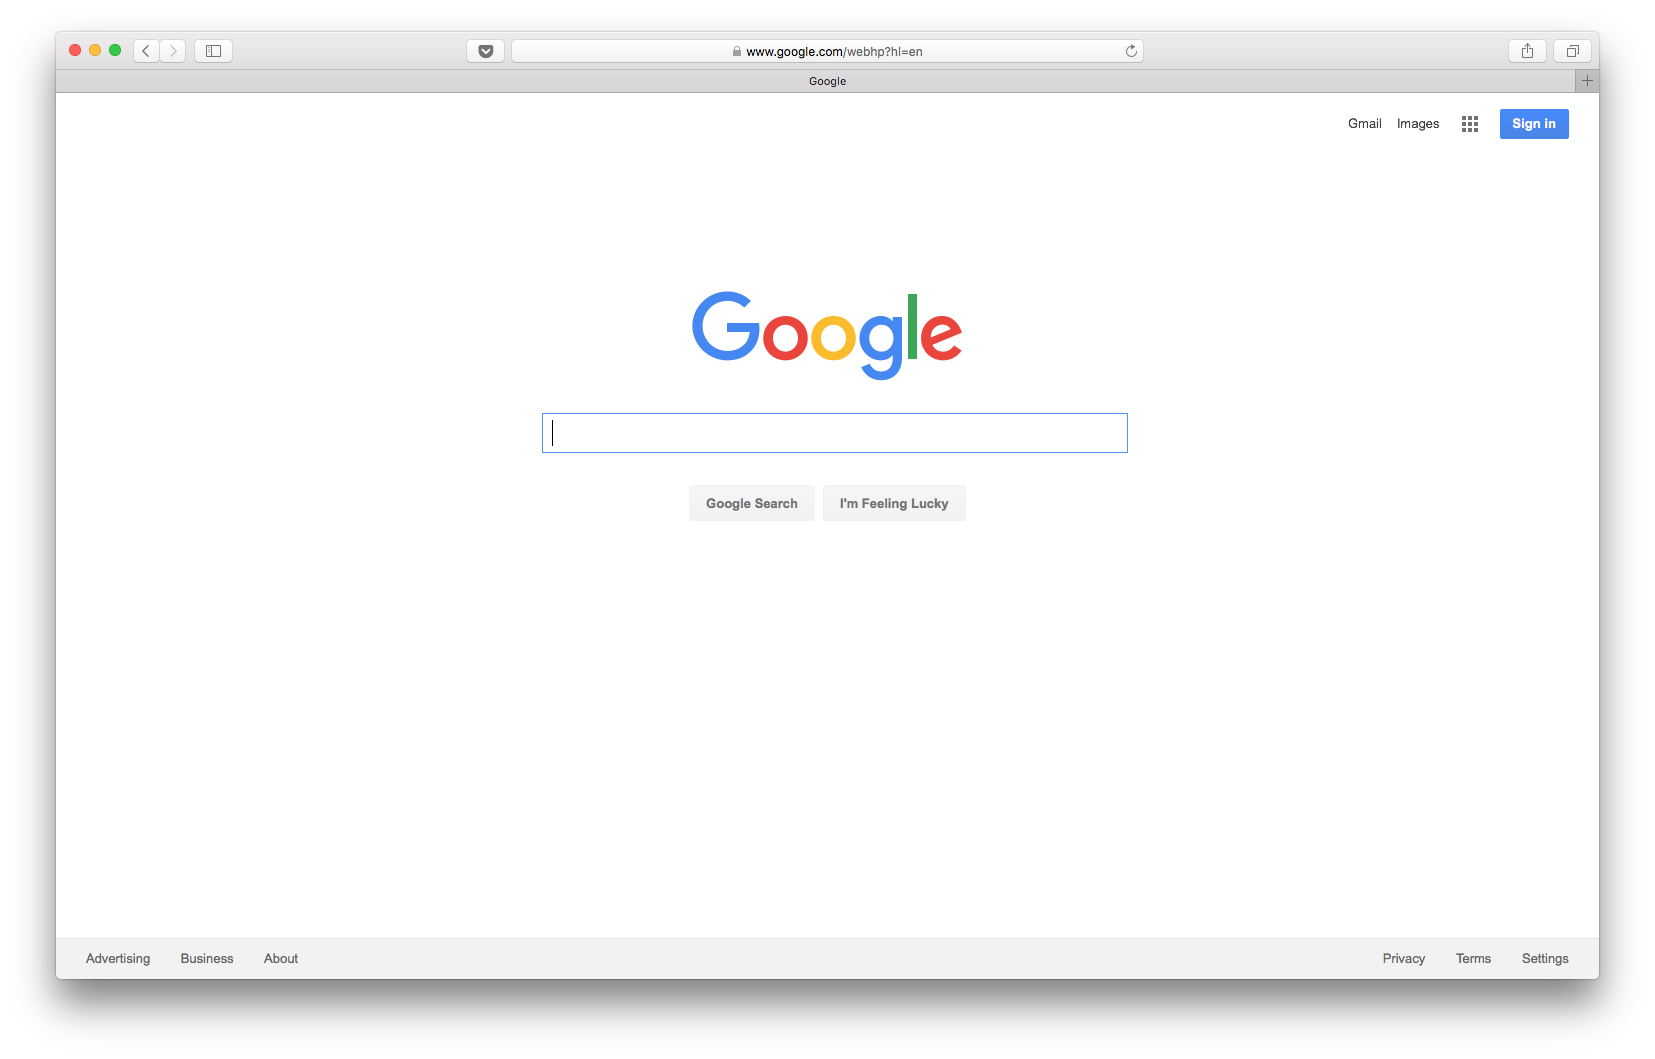 www.google.com/webhp?hl=en
Google
Gmail Images Sign in
Google
Google Search I'm Feeling Lucky
Advertising Business About Privacy Terms Settings